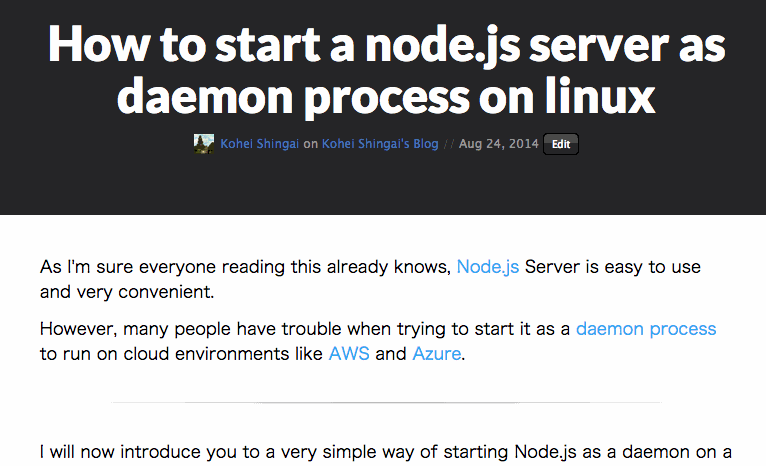 How to start a node.js server as
daemon process on linux
Kohei Shingai on Kohei Shingai's Blog // Aug 24, 2014 Edit
As I'm sure everyone reading this already knows, Node.js Server is easy to use
and very convenient.
However, many people have trouble when trying to start it as a daemon process
to run on cloud environments like AWS and Azure.
I will now introduce you to a very simple way of starting Node.js as a daemon on a